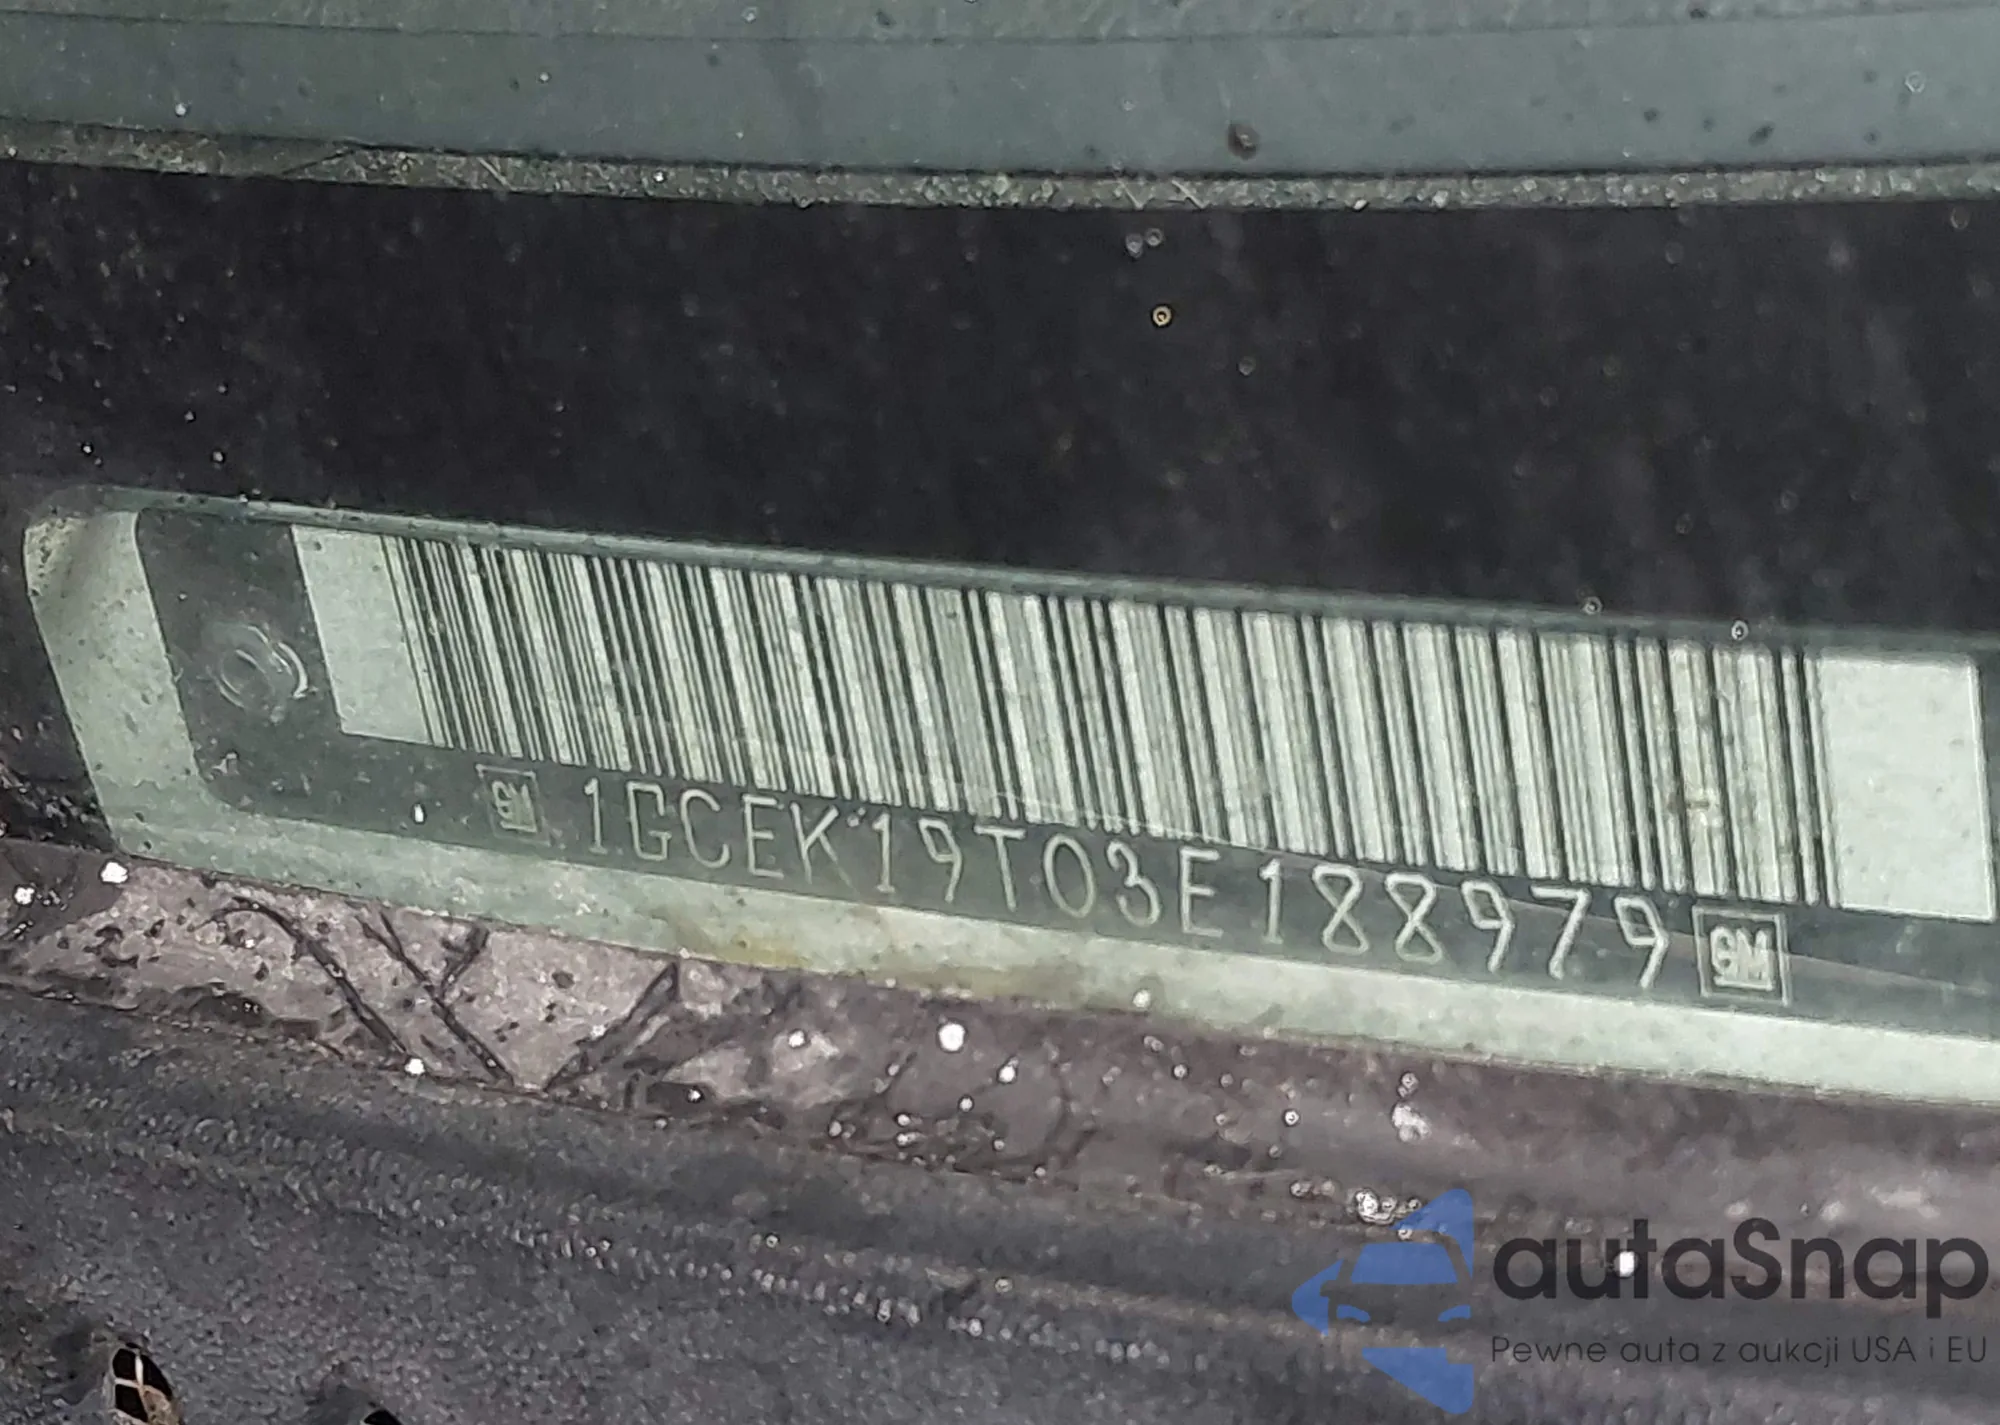 GM 1GCEK19T03E188979 GM
autaSnap
Pewne auta z aukcji USA i EU